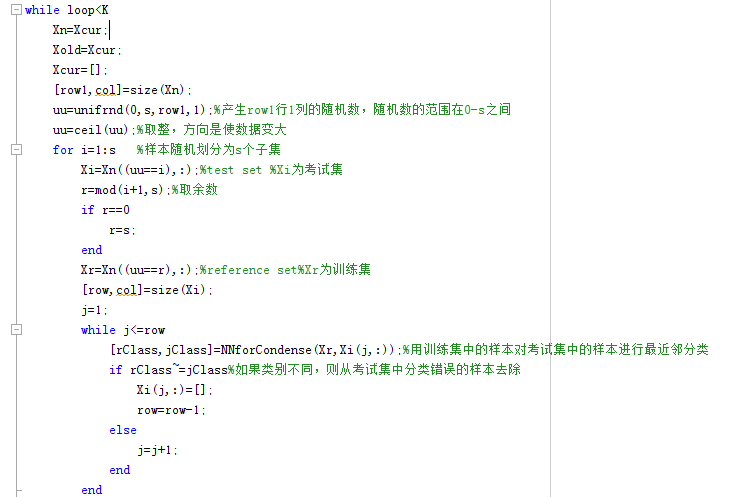 while loop<K
Xn=Xcur;
Xold=Xcur;
Xcur=[];
[row1,col]=size(Xn);
uu=unifrnd(0,s,row1,1);%产生row1行1列的随机数，随机数的范围在0-s之间
uu=ceil(uu);%取整，方向是使数据变大
for i=1:s %样本随机划分为s个子集
Xi=Xn((uu==i),:);%test set %Xi为考试集
r=mod(i+1,s);%取余数
if r==0
r=s;
end
Xr=Xn((uu==r),:);%reference set%Xr为训练集
[row,col]=size(Xi);
j=1;
while j<=row
[rClass,jClass]=NNforCondense(Xr,Xi(j,:));%用训练集中的样本对考试集中的样本进行最近邻分类
if rClass~=jClass%如果类别不同，则从考试集中分类错误的样本去除
Xi(j,:)=[];
row=row-1;
else
j=j+1;
end
end